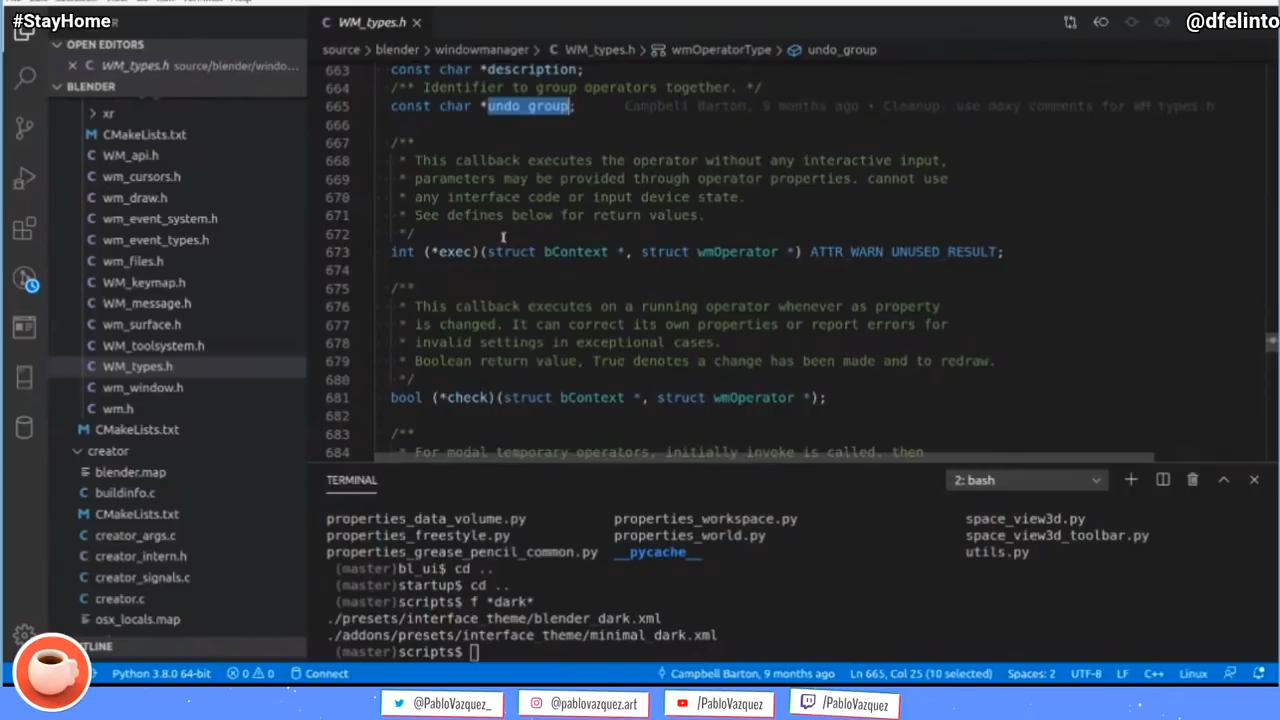 #StayHome
@dfelinto
WM_types.h
OPEN EDITORS
WM_types.h source/blender/windo...
BLENDER
xr
CMakeLists.txt
WM_api.h
wm_cursors.h
wm_draw.h
wm_event_system.h
wm_event_types.h
wm_files.h
WM_keymap.h
WM_message.h
wm_surface.h
WM_toolsystem.h
WM_types.h
wm_window.h
wm.h
CMakeLists.txt
creator
blender.map
buildinfo.c
CMakeLists.txt
creator_args.c
creator_intern.h
creator_signals.c
creator.c
osx_locals.map
source > blender > windowmanager > WM_types.h > wmOperatorType > undo_group
663 const char *description;
664 /** Identifier to group operators together. */
665 const char *undo_group; Campbell Barton, 9 months ago • Cleanup, use doxy comments for WM_types.h
666
667 /**
668 * This callback executes the operator without any interactive input,
669 * parameters may be provided through operator properties. cannot use
670 * any interface code or input device state.
671 * See defines below for return values.
672 */
673 int (*exec)(struct bContext *, struct wmOperator *) ATTR_WARN_UNUSED_RESULT;
674
675 /**
676 * This callback executes on a running operator whenever as property
677 * is changed. It can correct its own properties or report errors for
678 * invalid settings in exceptional cases.
679 * Boolean return value, True denotes a change has been made and to redraw.
680 */
681 bool (*check)(struct bContext *, struct wmOperator *);
682
683 /**
684 * For modal temporary operators, initially invoke is called. then
TERMINAL
2: bash
properties_data_volume.py properties_workspace.py space_view3d.py
properties_freestyle.py properties_world.py space_view3d_toolbar.py
properties_grease_pencil_common.py __pycache__ utils.py
(master)bl_ui$ cd ..
(master)startup$ cd ..
(master)scripts$ f *dark*
./presets/interface_theme/blender_dark.xml
./addons/presets/interface_theme/minimal_dark.xml
(master)scripts$
Python 3.8.0 64-bit 0 0 Connect Campbell Barton, 9 months ago Ln 665, Col 25 (10 selected) Spaces: 2 UTF-8 LF C++ Linux
@PabloVazquez_
@pablovazquez.art
/PabloVazquez
/PabloVazquez